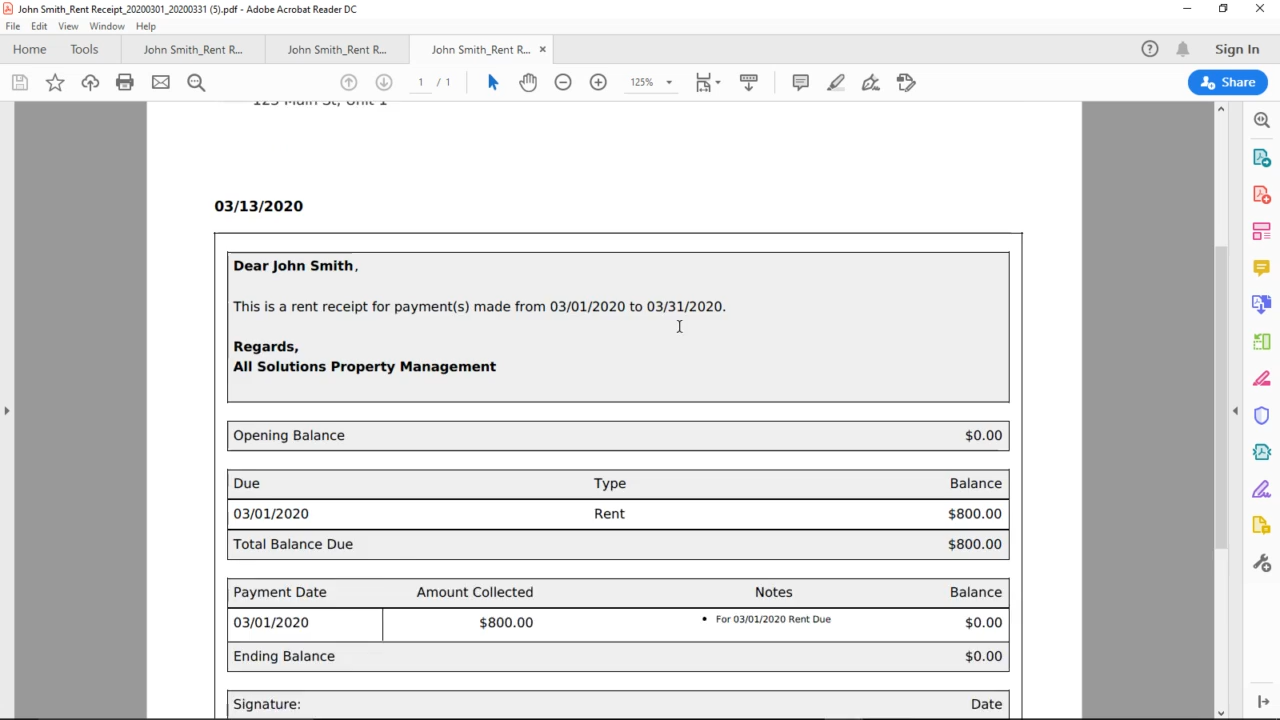 John Smith_Rent Receipt_20200301_20200331 (5).pdf - Adobe Acrobat Reader DC
File Edit View Window Help
Home Tools John Smith_Rent R... John Smith_Rent R... John Smith_Rent R... × Sign In
1 / 1 125% Share
123 Main St, Unit 1
03/13/2020
Dear John Smith,
This is a rent receipt for payment(s) made from 03/01/2020 to 03/31/2020.
Regards,
All Solutions Property Management
Opening Balance $0.00
Due Type Balance
03/01/2020 Rent $800.00
Total Balance Due $800.00
Payment Date Amount Collected Notes Balance
03/01/2020 $800.00 • For 03/01/2020 Rent Due $0.00
Ending Balance $0.00
Signature: Date